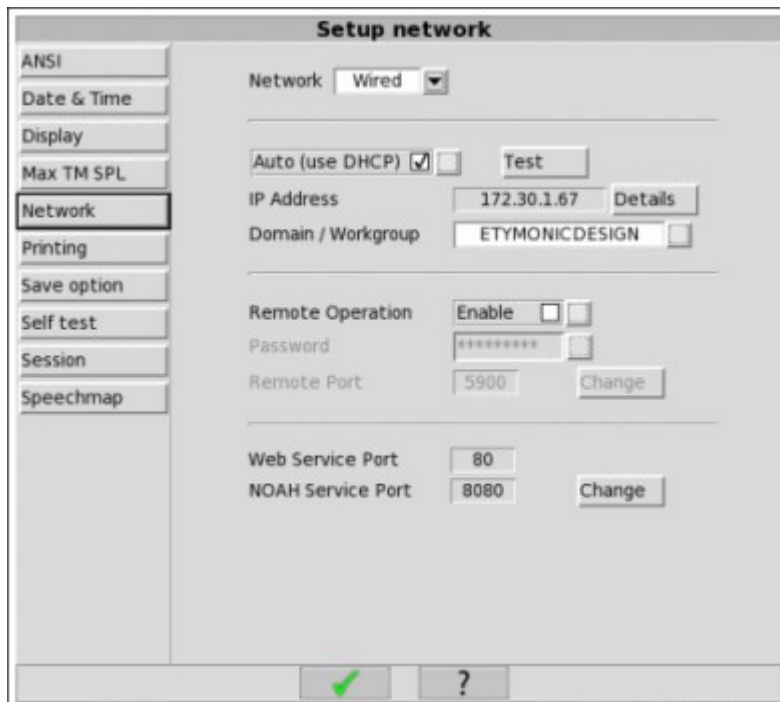 Setup network
ANSI
Date & Time
Display
Max TM SPL
Network
Printing
Save option
Self test
Session
Speechmap
Network Wired
Auto (use DHCP) Test
IP Address 172.30.1.67 Details
Domain / Workgroup ETYMONICDESIGN
Remote Operation Enable
Password *********
Remote Port 5900 Change
Web Service Port 80
NOAH Service Port 8080 Change
?